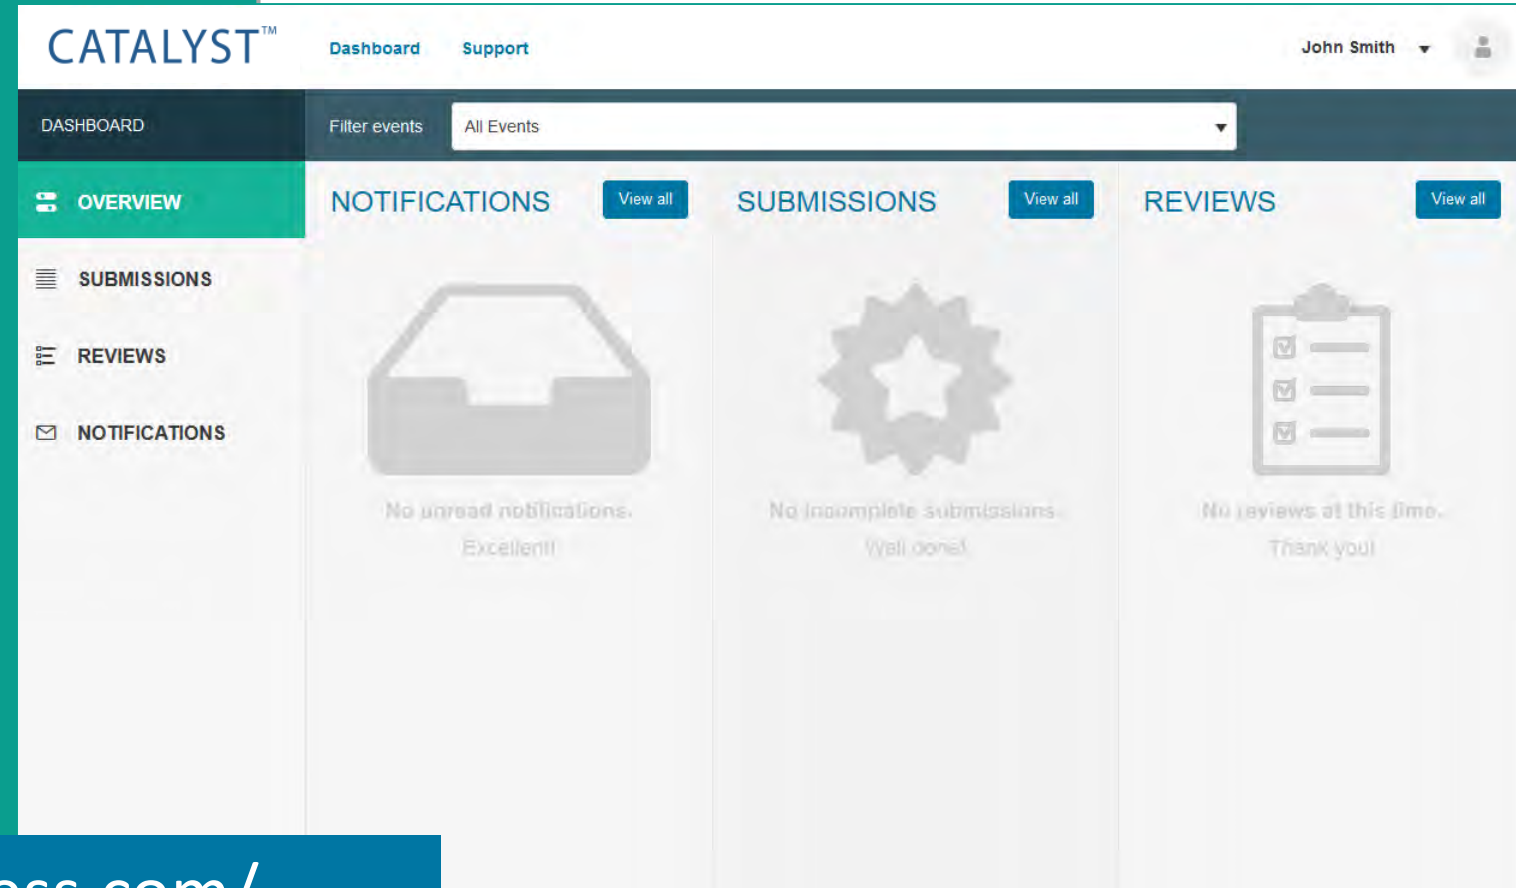 CATALYST™ Dashboard Support John Smith
DASHBOARD Filter events All Events
OVERVIEW
SUBMISSIONS
REVIEWS
NOTIFICATIONS
NOTIFICATIONS View all
No unread notifications.
Excellent!
SUBMISSIONS View all
No incomplete submissions.
Well done!
REVIEWS View all
No reviews at this time.
Thank you!
ess.com/